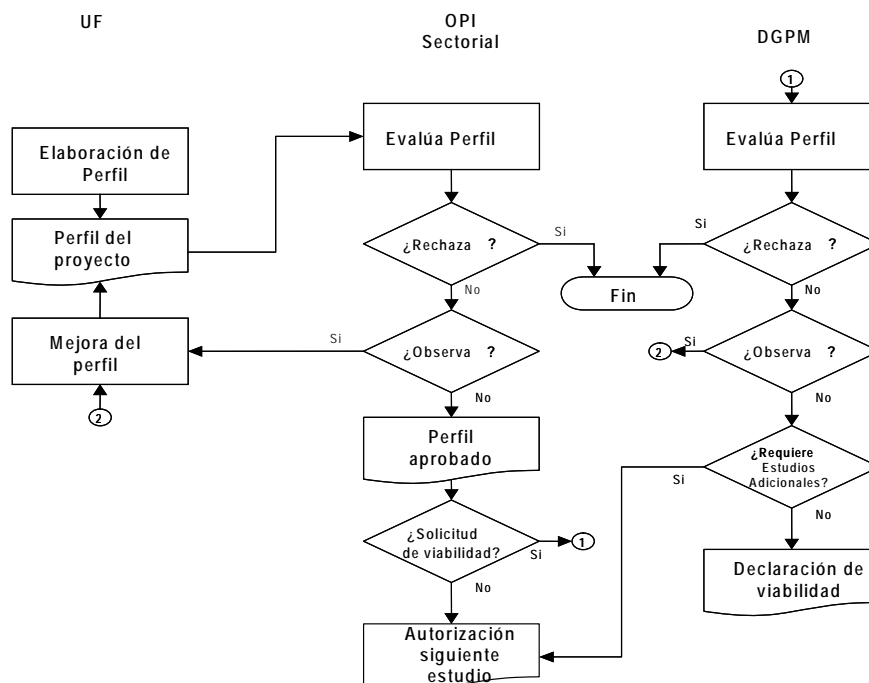 UF
OPI
Sectorial
DGPM
1
Elaboración de
Perfil
Evalúa Perfil
Evalúa Perfil
Perfil del
proyecto
¿Rechaza ?
Si
Si
¿Rechaza ?
Fin
No
No
Mejora del
perfil
Si
¿Observa ?
2
Si
¿Observa ?
2
No
No
Perfil
aprobado
¿Requiere
Estudios
Adicionales?
Si
No
¿Solicitud
de viabilidad?
Si
1
No
Declaración de
viabilidad
Autorización
siguiente
estudio